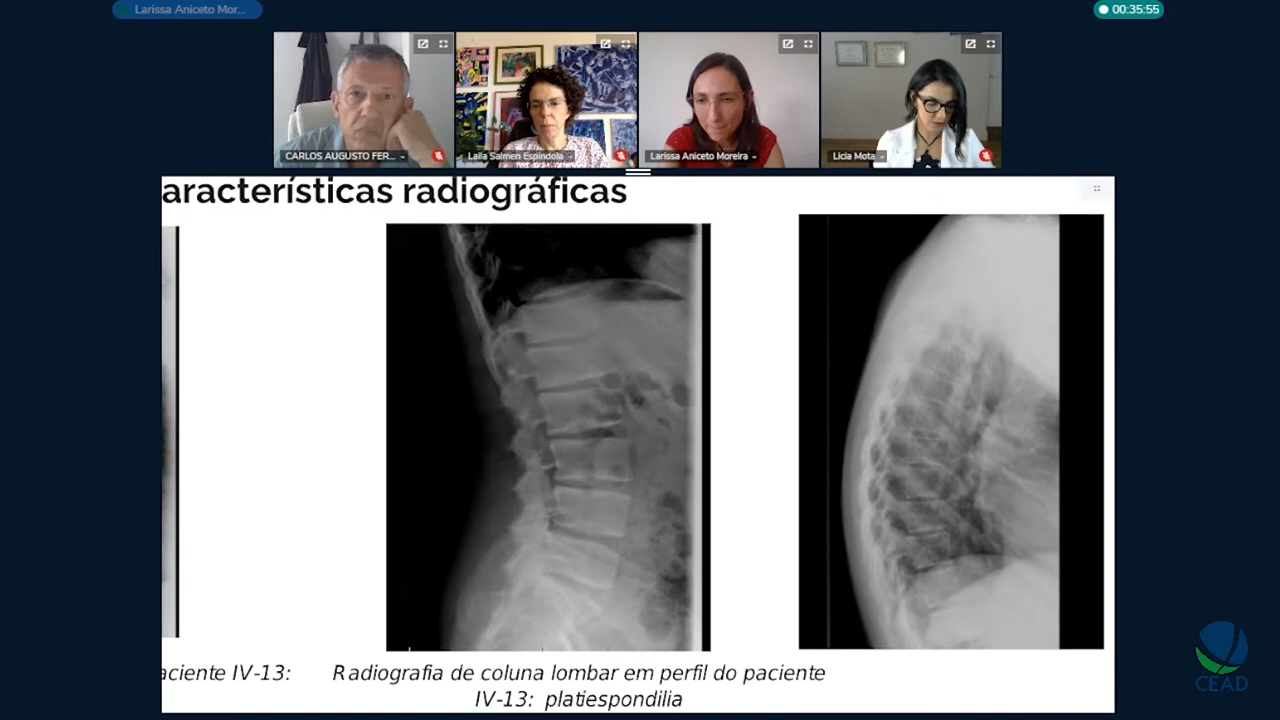 Larissa Aniceto Mor...
00:35:55
CARLOS AUGUSTO FER...
Laila Salmen Espindola
Larissa Aniceto Moreira
Licia Mota
aracterísticas radiográficas
aciente IV-13:
Radiografia de coluna lombar em perfil do paciente
IV-13: platiespondilia
CEAD